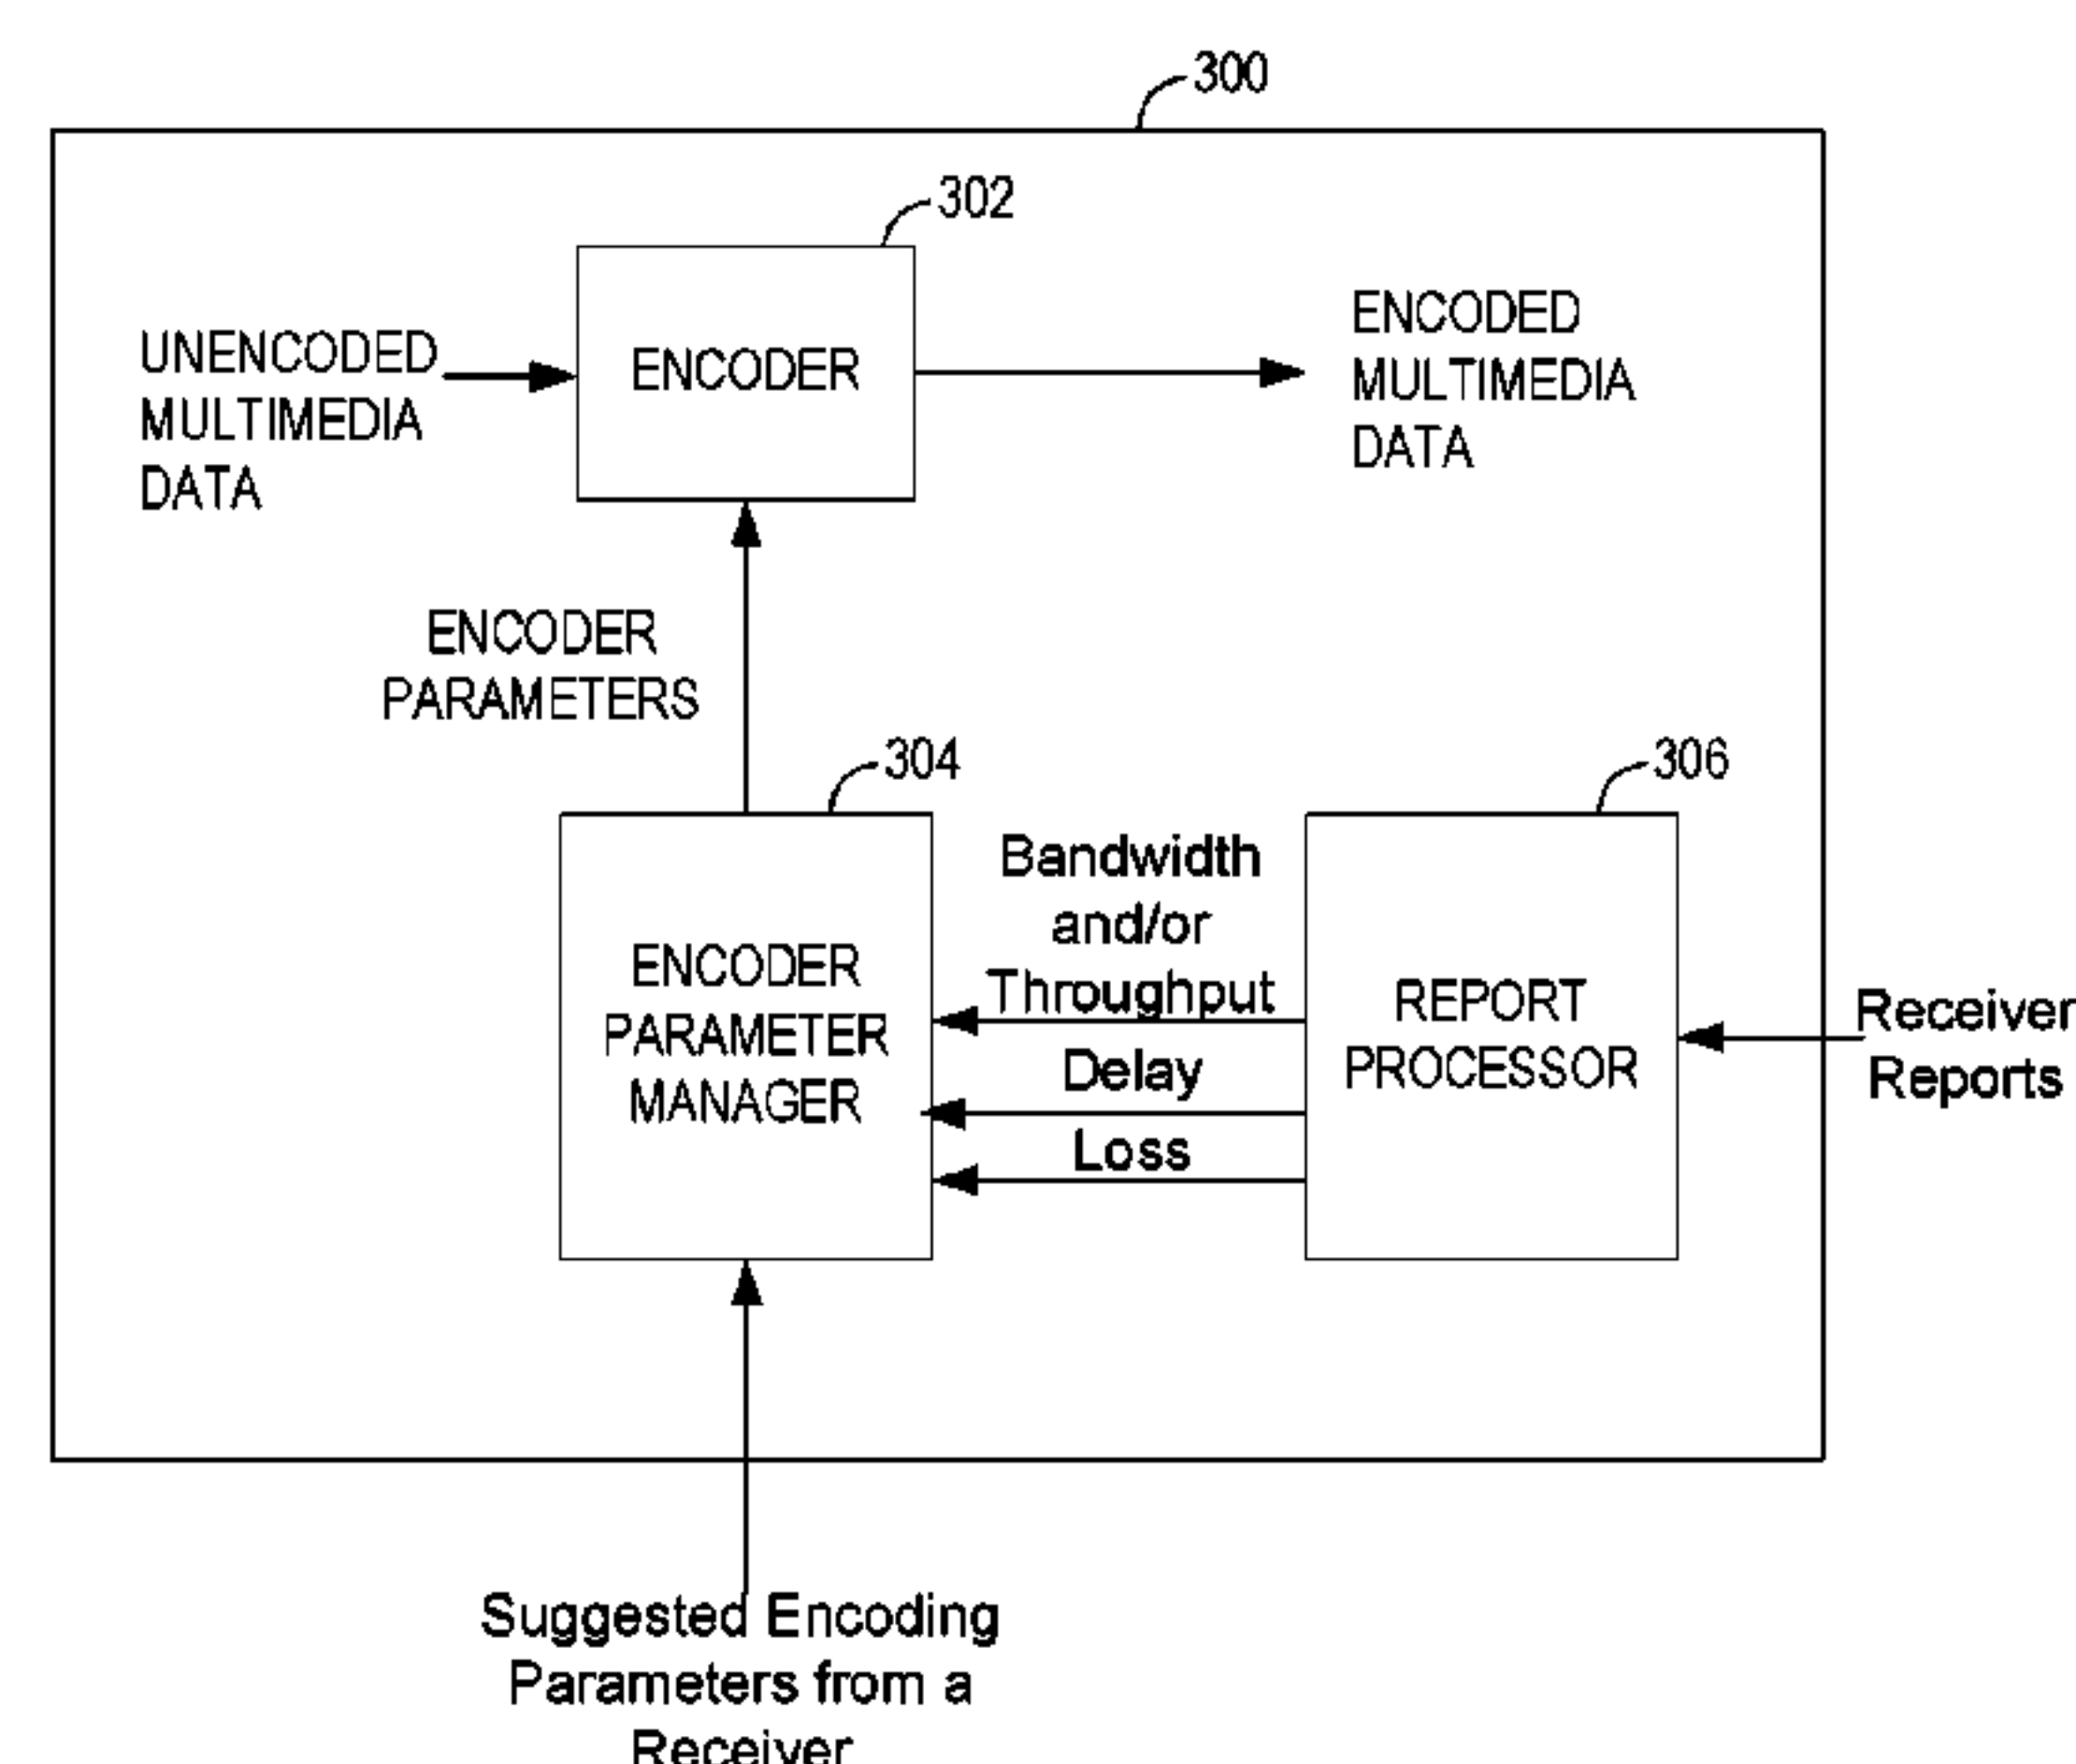 300
302
UNENCODED
MULTIMEDIA
DATA
ENCODER
ENCODED
MULTIMEDIA
DATA
ENCODER
PARAMETERS
304
306
ENCODER
PARAMETER
MANAGER
Bandwidth
and/or
Throughput
Delay
Loss
REPORT
PROCESSOR
Receiver
Reports
Suggested Encoding
Parameters from a
Receiver